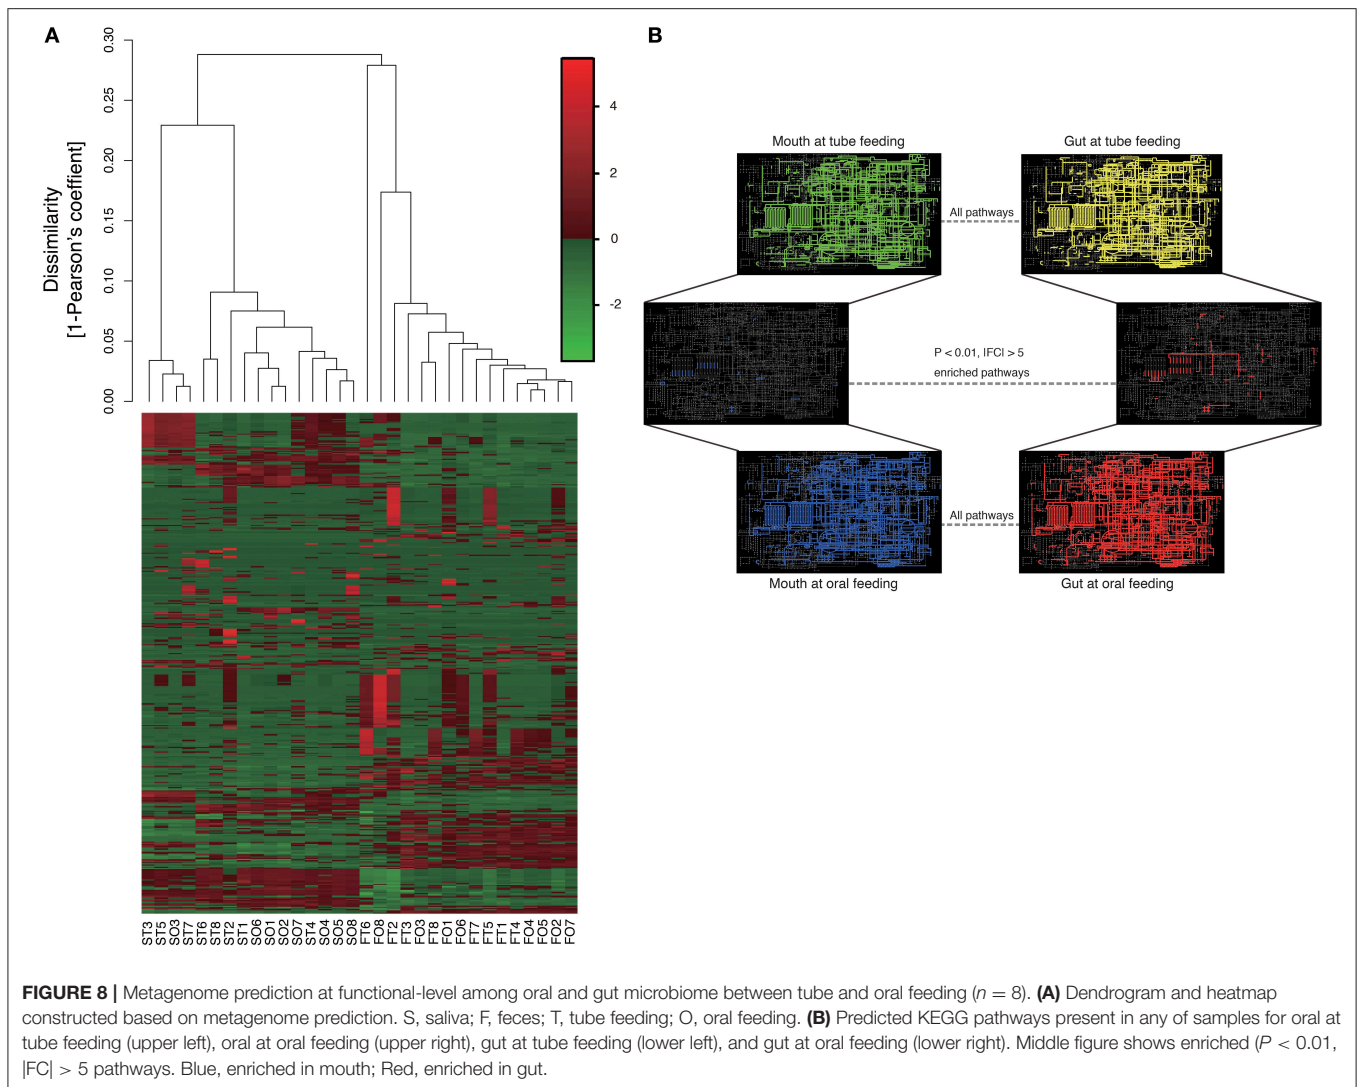 A
0.30
0.25
0.20
0.15
0.10
0.05
0.00
Dissimilarity
[1-Pearson's coeffient]
4
2
0
-2
ST3
ST5
SO3
ST7
ST6
ST8
ST2
ST1
SO6
SO1
SO2
SO7
ST4
SO4
SO5
SO8
FT6
FO8
FT2
FT3
FO3
FT8
FO1
FO6
FT7
FT5
FT1
FT4
FO4
FO5
FO2
FO7
B
Mouth at tube feeding
Gut at tube feeding
All pathways
P < 0.01, |FC| > 5
enriched pathways
All pathways
Mouth at oral feeding
Gut at oral feeding
FIGURE 8 | Metagenome prediction at functional-level among oral and gut microbiome between tube and oral feeding (n = 8). (A) Dendrogram and heatmap
constructed based on metagenome prediction. S, saliva; F, feces; T, tube feeding; O, oral feeding. (B) Predicted KEGG pathways present in any of samples for oral at
tube feeding (upper left), oral at oral feeding (upper right), gut at tube feeding (lower left), and gut at oral feeding (lower right). Middle figure shows enriched (P < 0.01,
|FC| > 5 pathways. Blue, enriched in mouth; Red, enriched in gut.